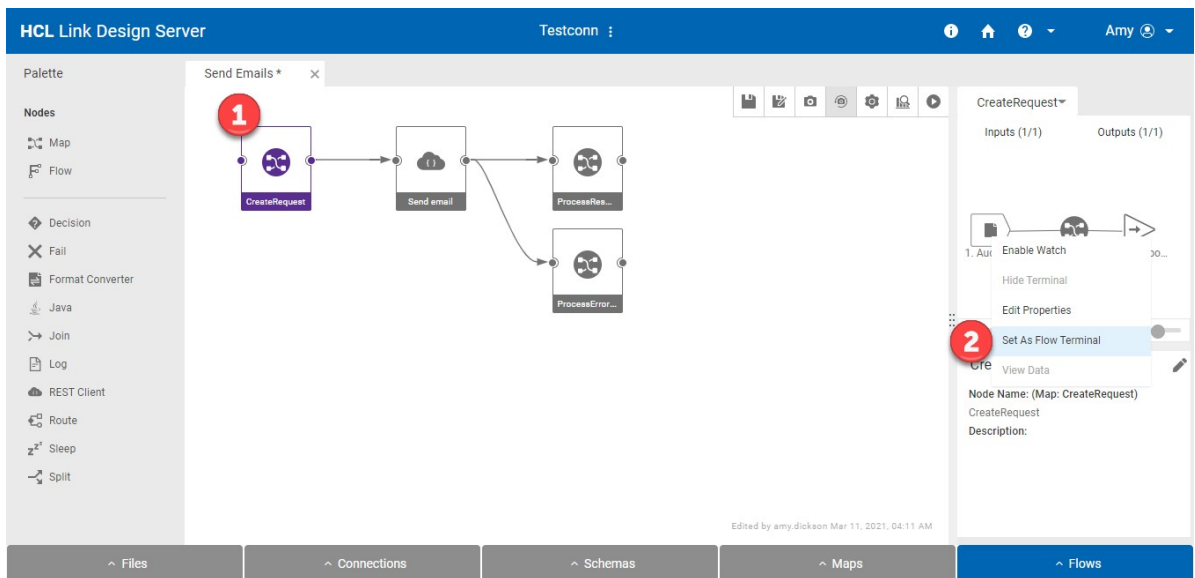 HCL Link Design Server
Testconn
Amy
Palette
Send Emails *
Nodes
Map
Flow
Decision
Fail
Format Converter
Java
Join
Log
REST Client
Route
Sleep
Split
1
CreateRequest
Send email
ProcessRes...
ProcessError...
Edited by amy.dickson Mar 11, 2021, 04:11 AM
CreateRequest
Inputs (1/1) Outputs (1/1)
Enable Watch
Hide Terminal
Edit Properties
2
Set As Flow Terminal
View Data
Node Name: (Map: CreateRequest)
CreateRequest
Description:
Files
Connections
Schemas
Maps
Flows